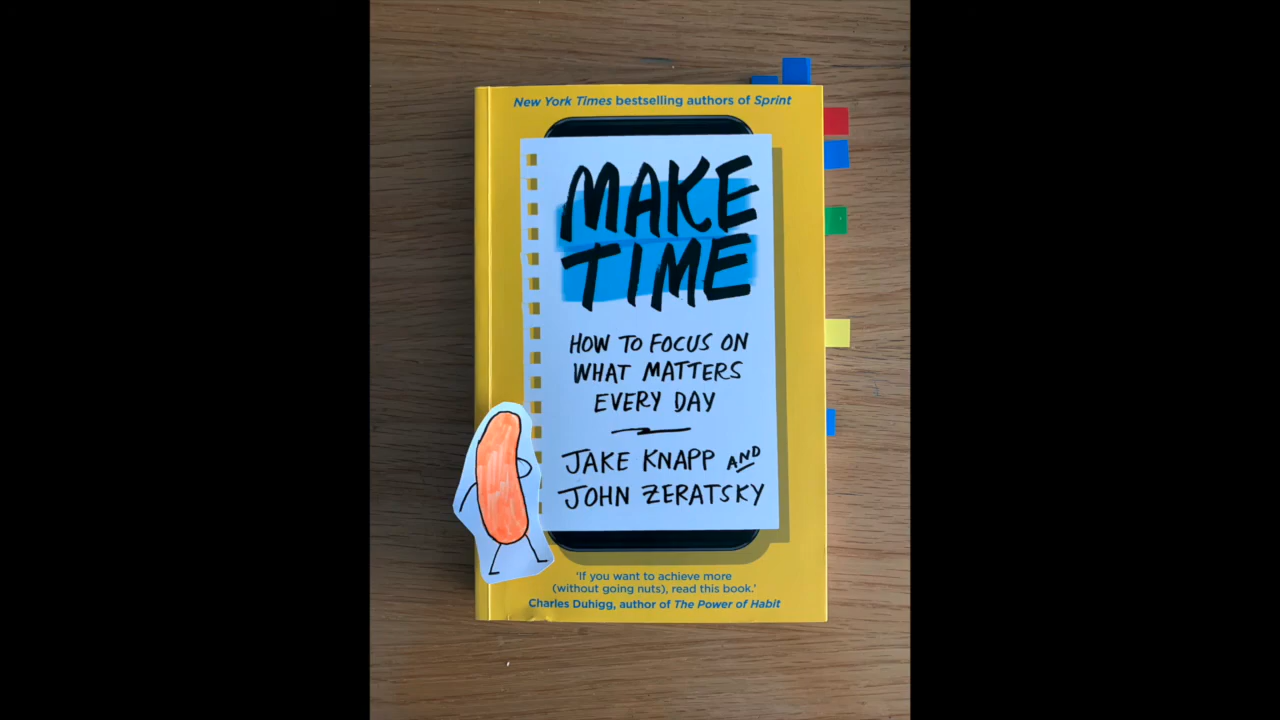 New York Times bestselling authors of Sprint
MAKE
TIME
HOW TO FOCUS ON
WHAT MATTERS
EVERY DAY
JAKE KNAPP AND
JOHN ZERATSKY
'If you want to achieve more
(without going nuts), read this book.'
Charles Duhigg, author of The Power of Habit